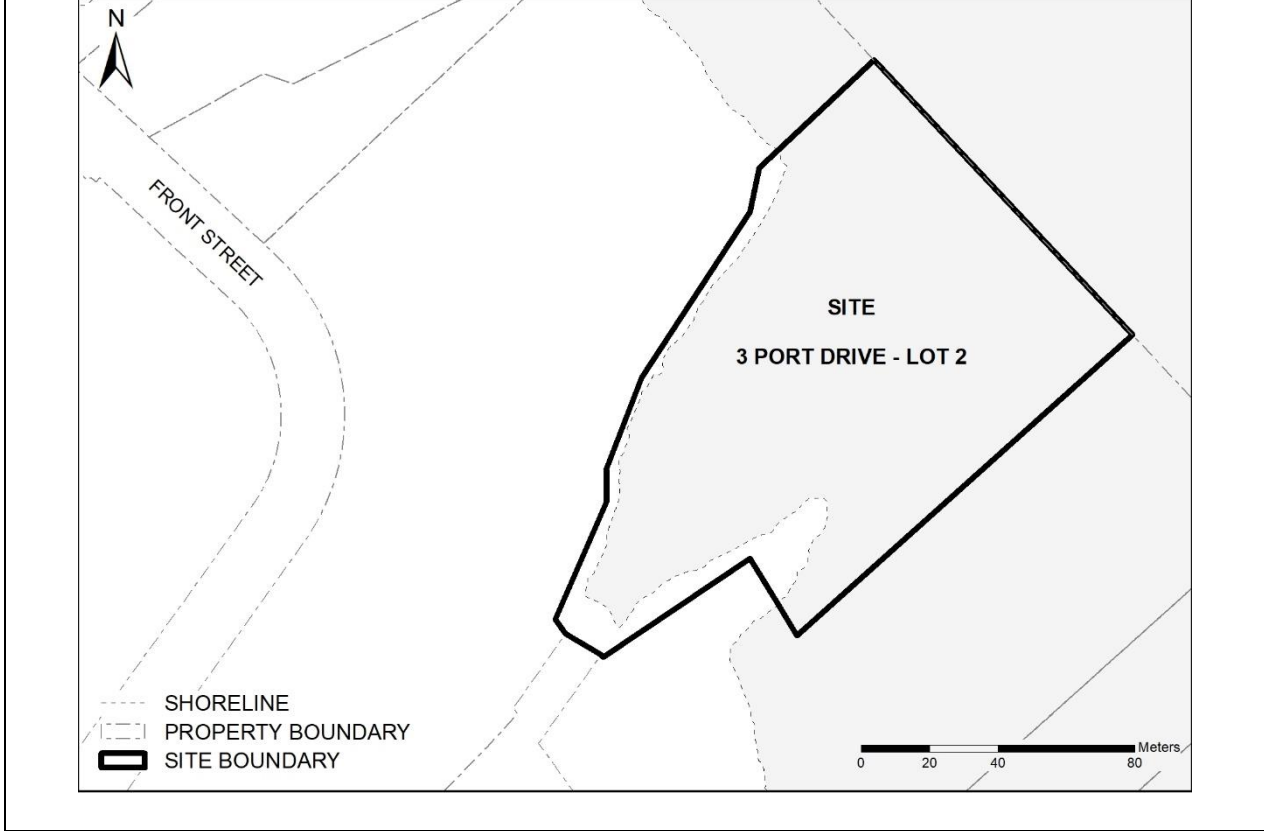 N
FRONT STREET
SITE
3 PORT DRIVE - LOT 2
SHORELINE
PROPERTY BOUNDARY
SITE BOUNDARY
Meters
0 20 40 80